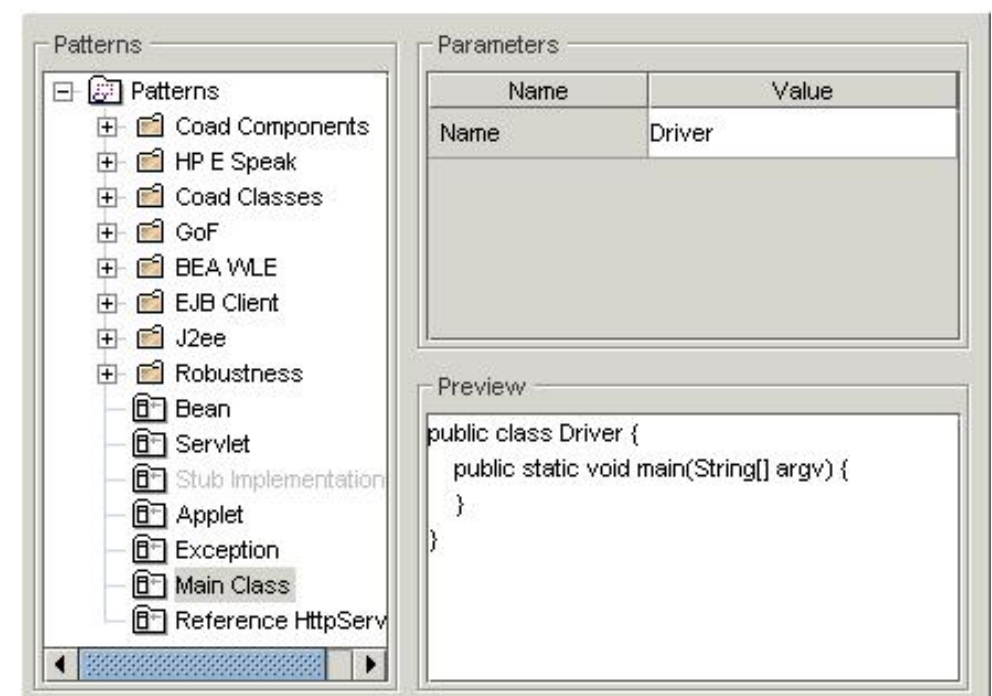 Patterns
Patterns
Coad Components
HP E Speak
Coad Classes
GoF
BEA WLE
EJB Client
J2ee
Robustness
Bean
Servlet
Stub Implementation
Applet
Exception
Main Class
Reference HttpServ
Parameters
Name Value
Name Driver
Preview
public class Driver {
public static void main(String[] argv) {
}
}